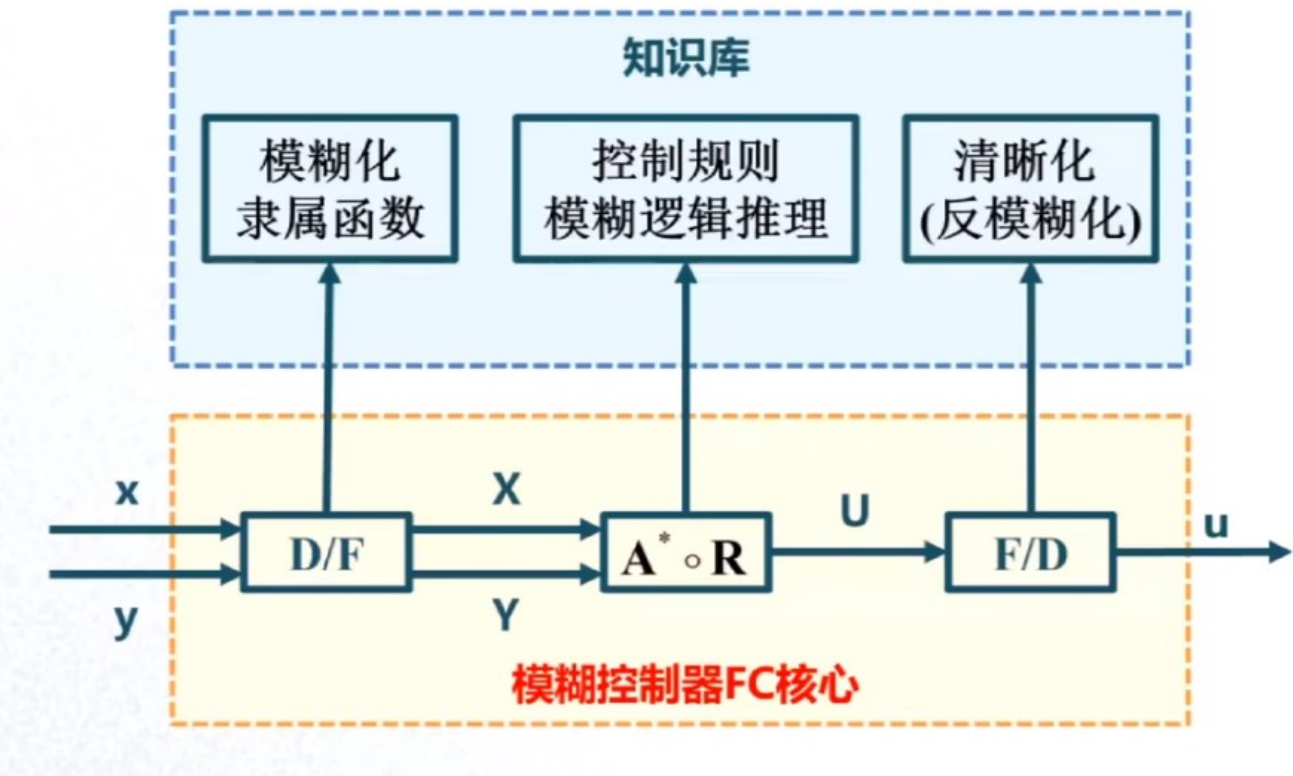 知识库
模糊化
隶属函数
控制规则
模糊逻辑推理
清晰化
(反模糊化)
x
y
D/F
X
Y
A*∘R
U
F/D
u
模糊控制器FC核心